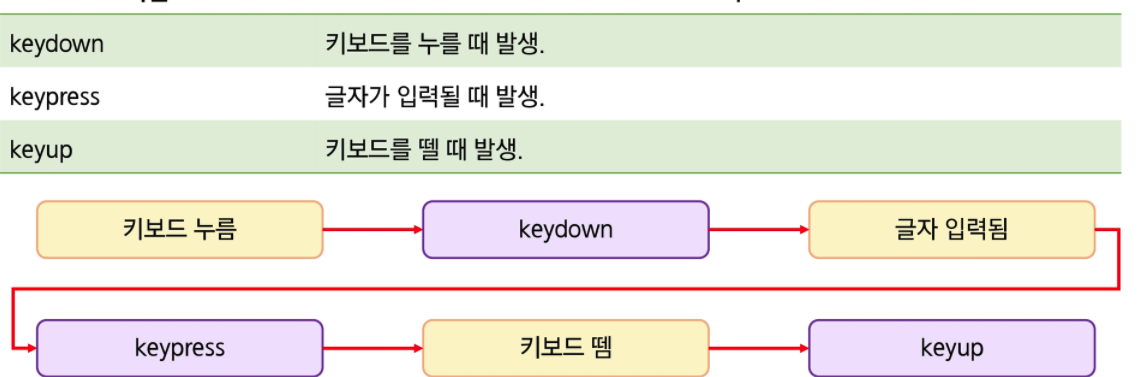 keydown 키보드를 누를 때 발생.
keypress 글자가 입력될 때 발생.
keyup 키보드를 뗄 때 발생.
키보드 누름 keydown 글자 입력됨
keypress 키보드 뗌 keyup